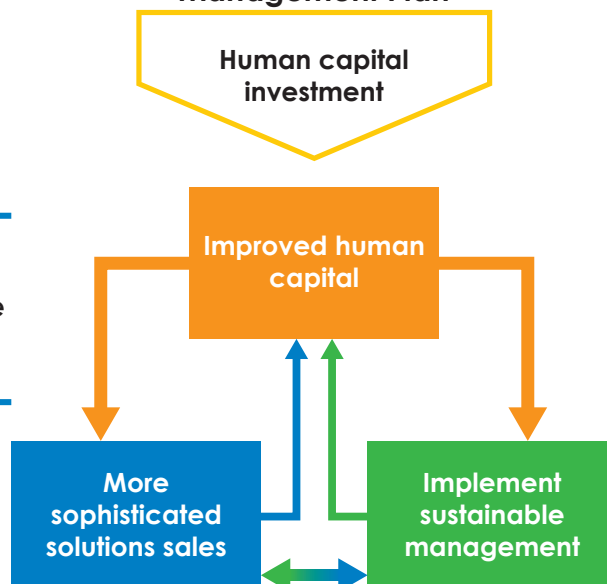 Human capital
investment
Improved human
capital
More
sophisticated
solutions sales
Implement
sustainable
management